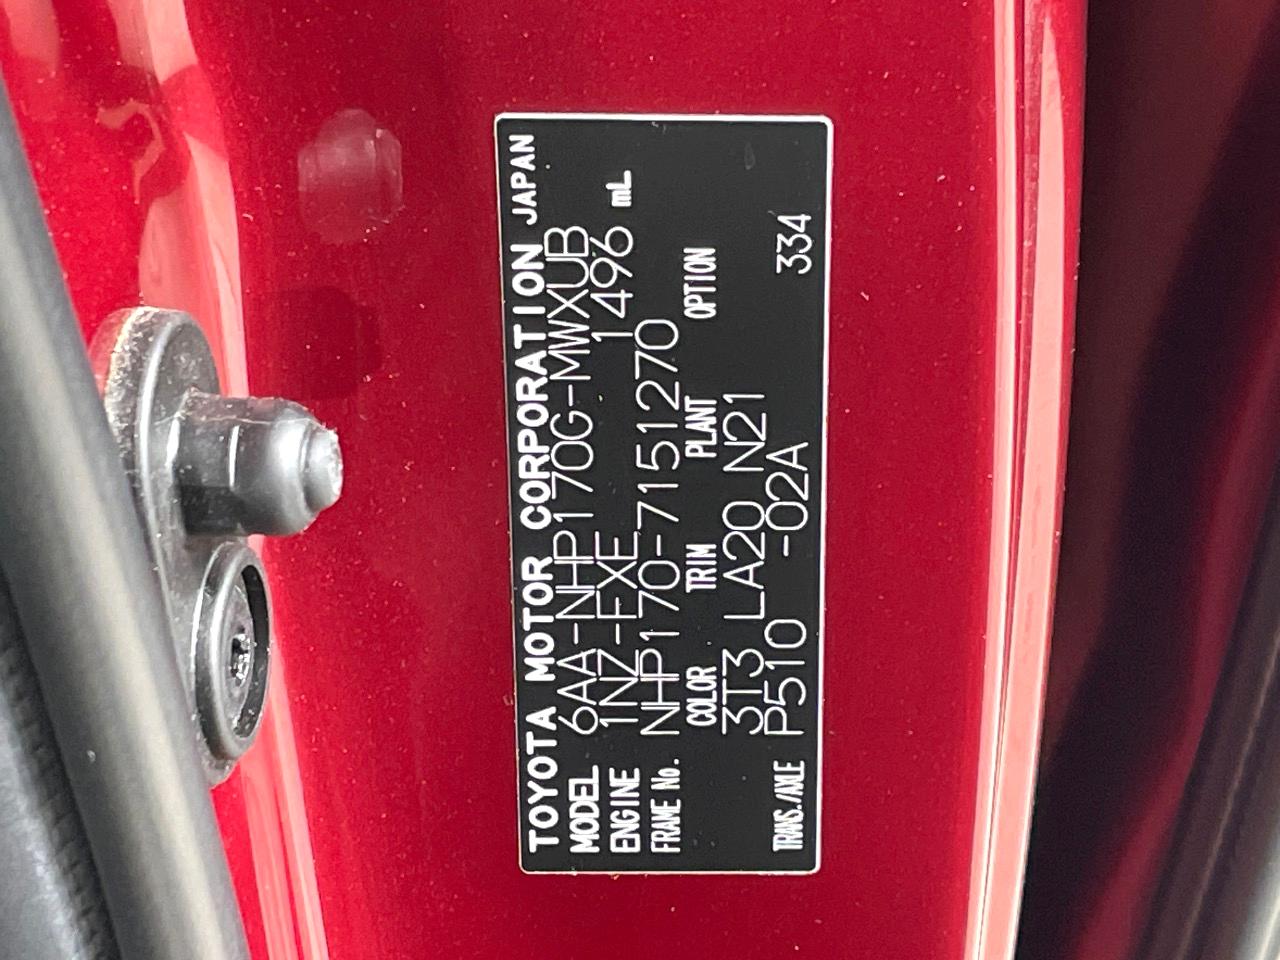 TOYOTA MOTOR CORPORATION JAPAN
MODEL 6AA-NHP170G-MWXUB
ENGINE 1NZ-FXE 1496 mL
FRAME No. NHP170-7151270
COLOR TRIM PLANT OPTION
3T3 LA20 N21
TRANS./AXLE P510 -02A 334